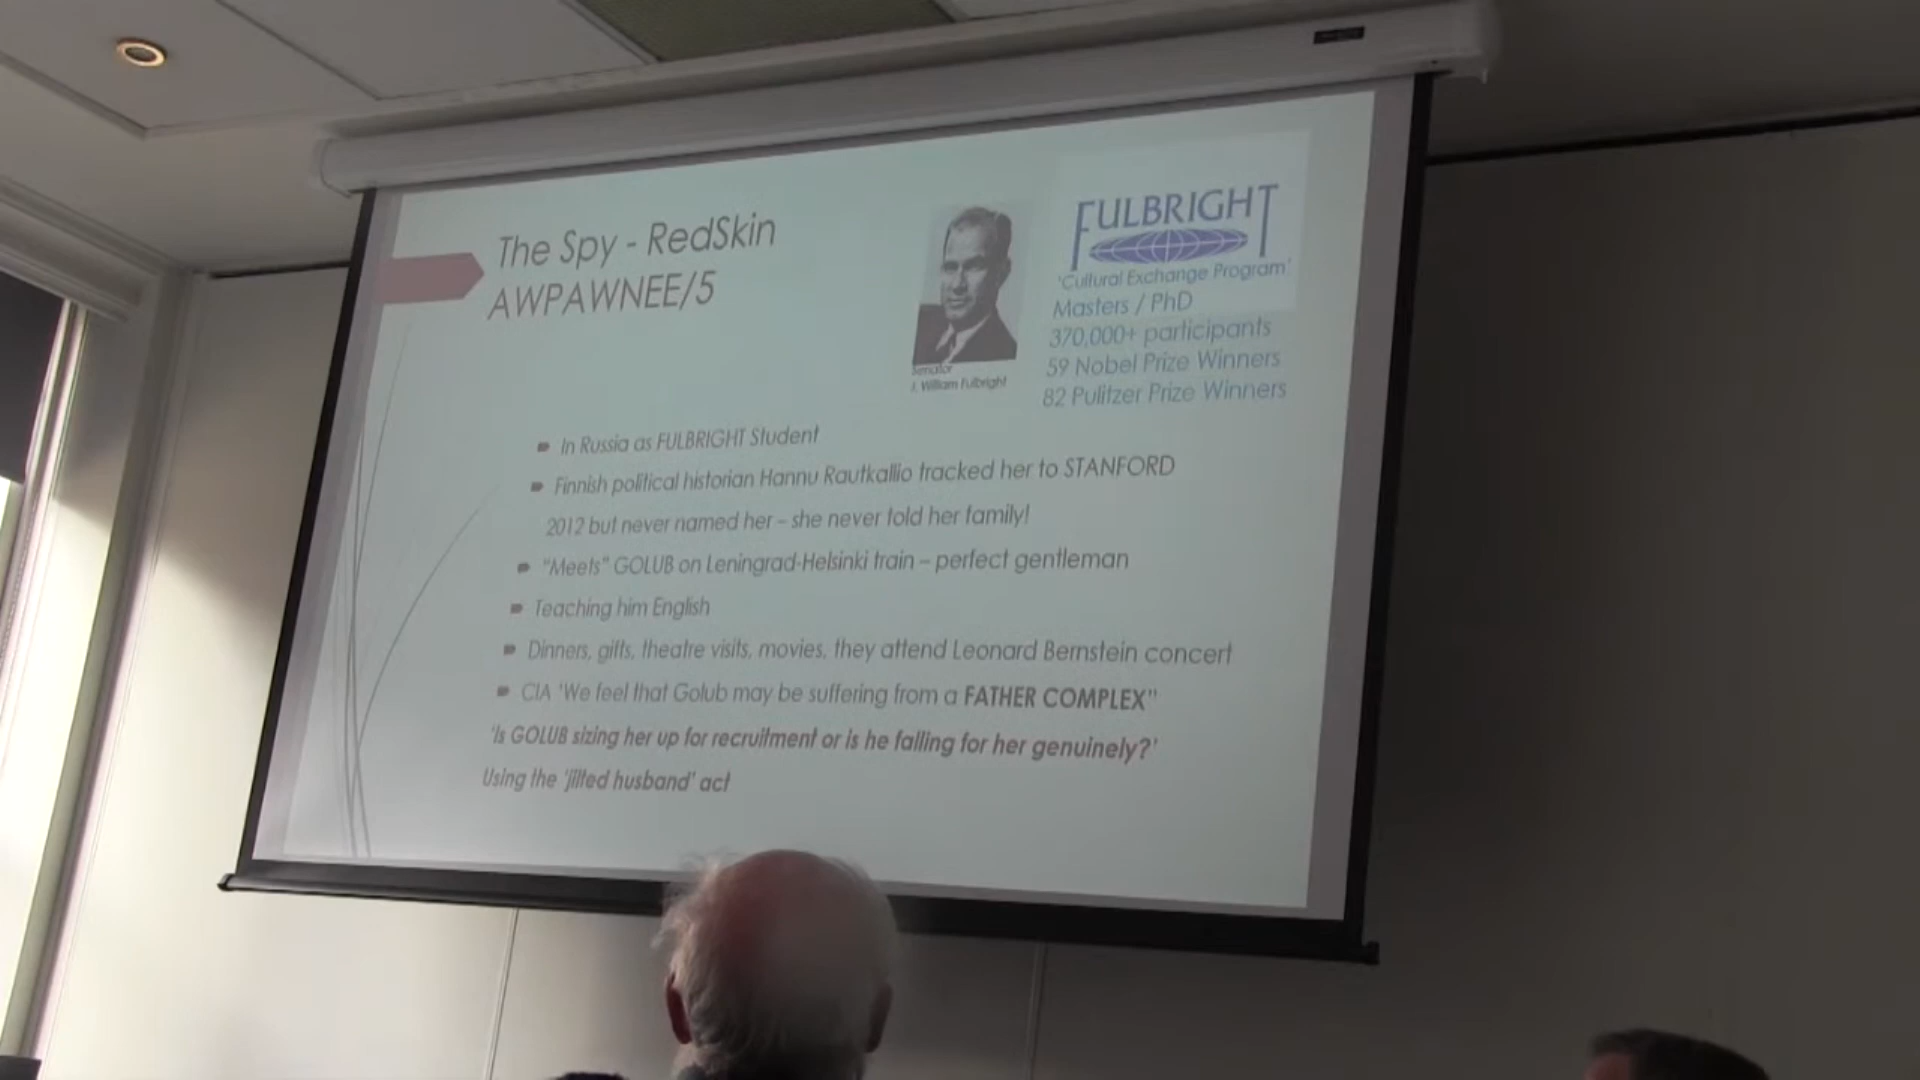 The Spy - RedSkin
AWPAWNEE/5
Senator
J. William Fulbright
FULBRIGHT
'Cultural Exchange Program'
Masters / PhD
370,000+ participants
59 Nobel Prize Winners
82 Pulitzer Prize Winners
In Russia as FULBRIGHT Student
Finnish political historian Hannu Rautkallio tracked her to STANFORD
2012 but never named her – she never told her family!
"Meets" GOLUB on Leningrad-Helsinki train – perfect gentleman
Teaching him English
Dinners, gifts, theatre visits, movies, they attend Leonard Bernstein concert
CIA 'We feel that Golub may be suffering from a FATHER COMPLEX"
'Is GOLUB sizing her up for recruitment or is he falling for her genuinely?'
Using the 'jilted husband' act